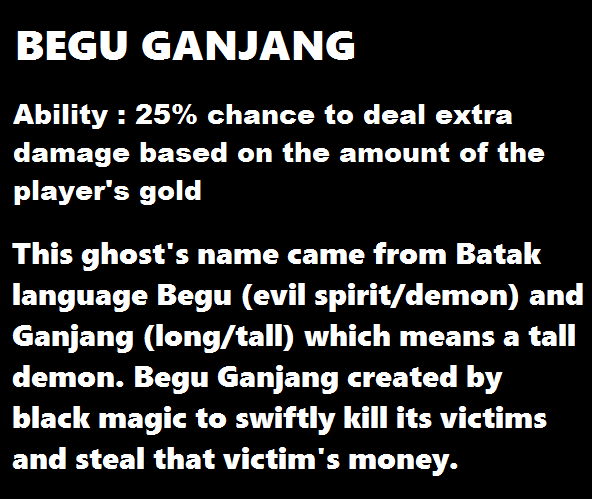 BEGU GANJANG
Ability : 25% chance to deal extra
damage based on the amount of the
player's gold
This ghost's name came from Batak
language Begu (evil spirit/demon) and
Ganjang (long/tall) which means a tall
demon. Begu Ganjang created by
black magic to swiftly kill its victims
and steal that victim's money.